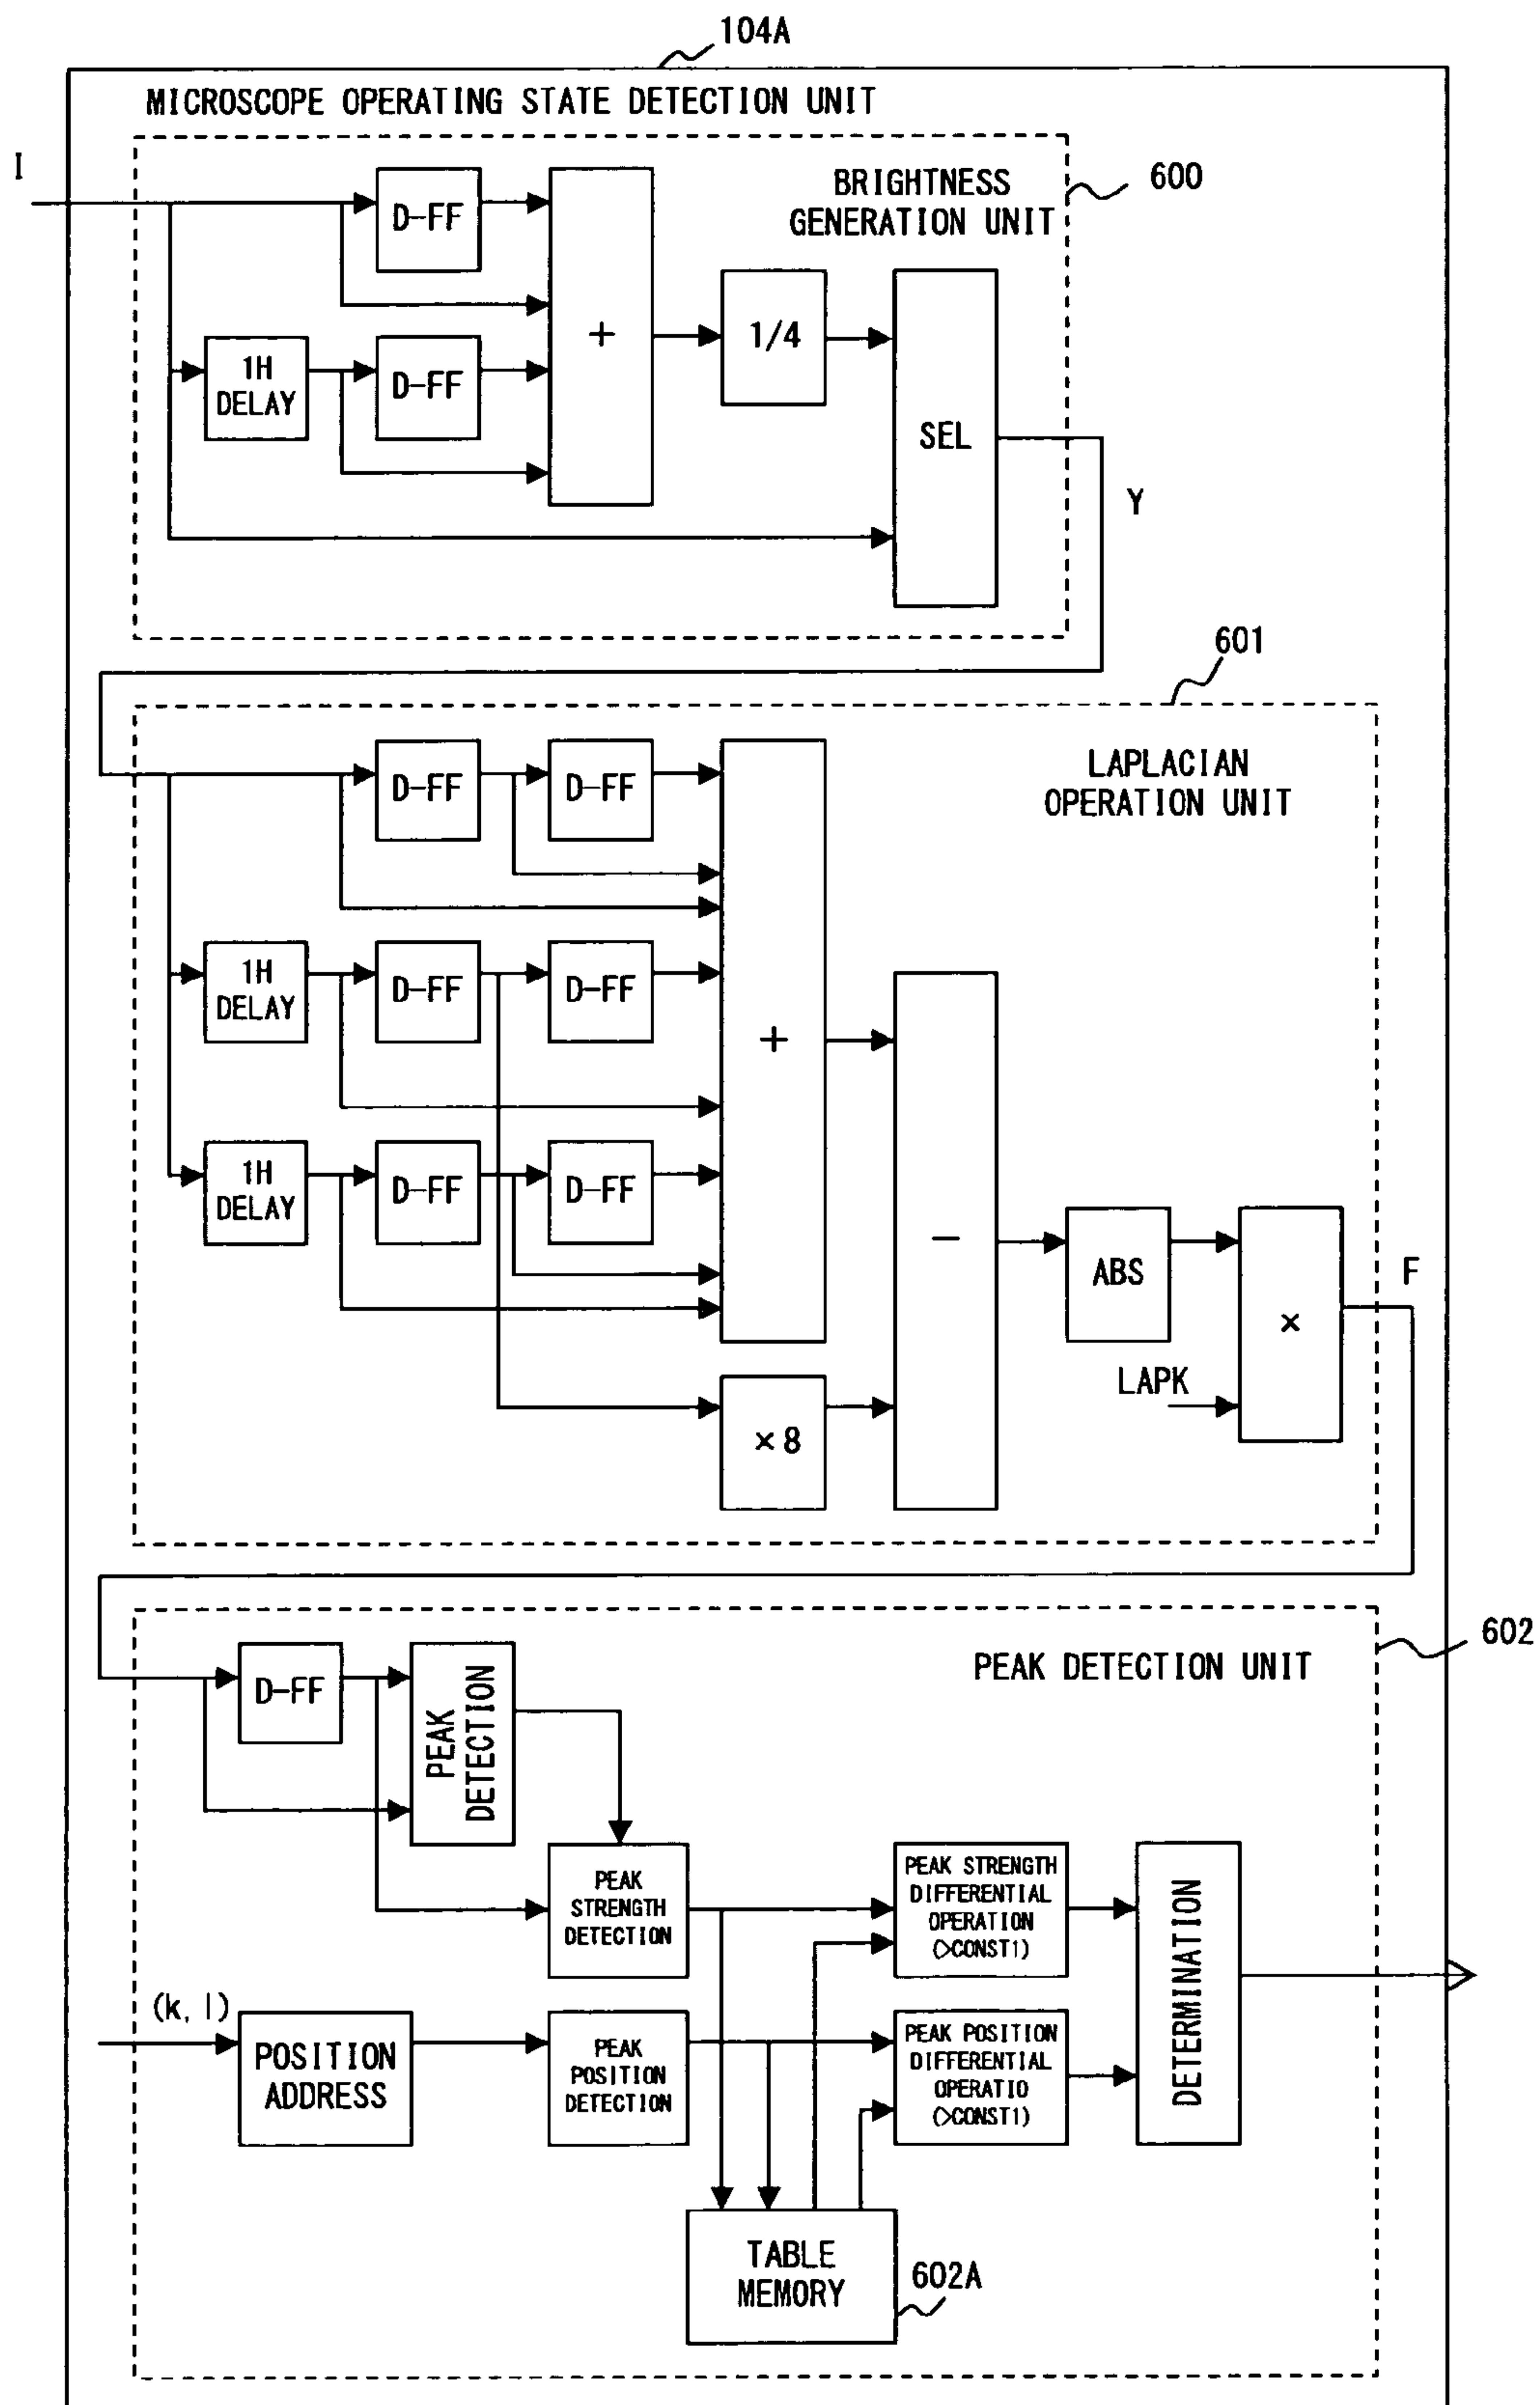 104A
MICROSCOPE OPERATING STATE DETECTION UNIT
I
BRIGHTNESS
GENERATION UNIT
600
D-FF
+
1/4
SEL
1H
DELAY
D-FF
Y
601
LAPLACIAN
OPERATION UNIT
D-FF
D-FF
1H
DELAY
D-FF
D-FF
+
1H
DELAY
D-FF
D-FF
−
ABS
×
F
LAPK
×8
602
PEAK DETECTION UNIT
D-FF
PEAK
DETECTION
PEAK
STRENGTH
DETECTION
PEAK STRENGTH
DIFFERENTIAL
OPERATION
(>CONST1)
DETERMINATION
(k, l)
POSITION
ADDRESS
PEAK
POSITION
DETECTION
PEAK POSITION
DIFFERENTIAL
OPERATIO
(>CONST1)
TABLE
MEMORY
602A